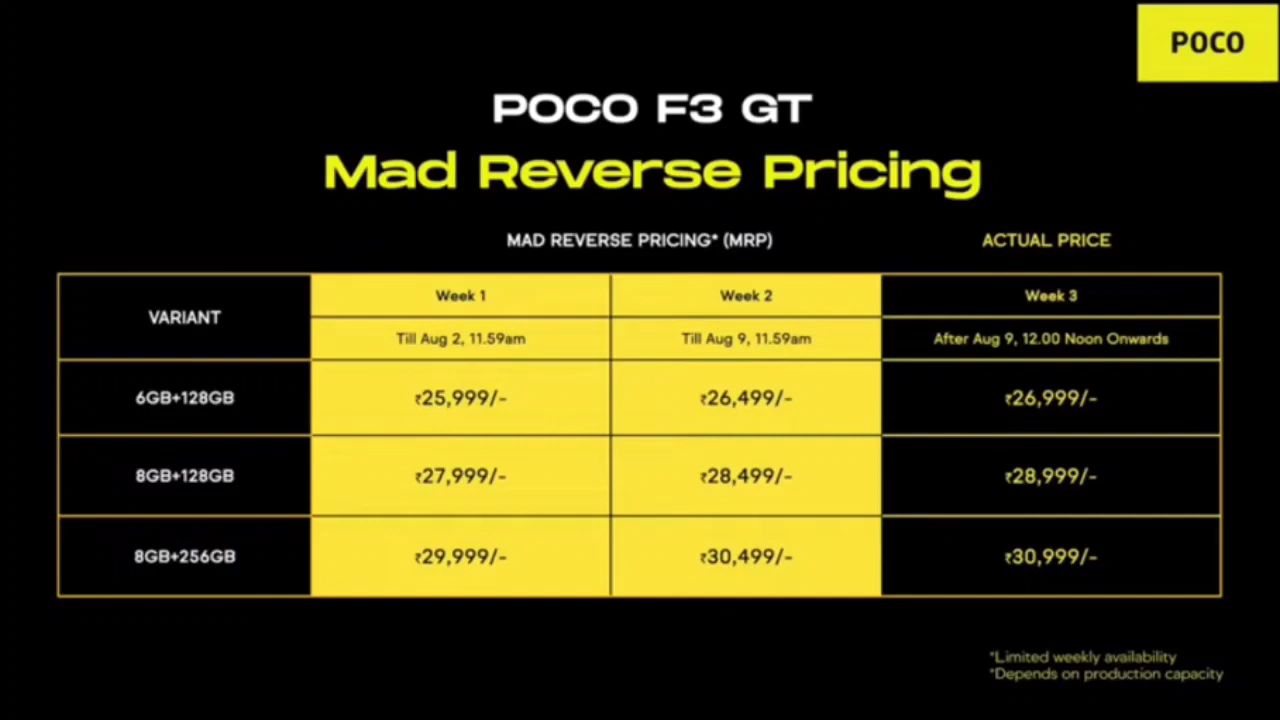 POCO
POCO F3 GT
Mad Reverse Pricing
MAD REVERSE PRICING* (MRP) ACTUAL PRICE
VARIANT
Week 1 Week 2 Week 3
Till Aug 2, 11.59am Till Aug 9, 11.59am After Aug 9, 12.00 Noon Onwards
6GB+128GB ₹25,999/- ₹26,499/- ₹26,999/-
8GB+128GB ₹27,999/- ₹28,499/- ₹28,999/-
8GB+256GB ₹29,999/- ₹30,499/- ₹30,999/-
*Limited weekly availability
*Depends on production capacity